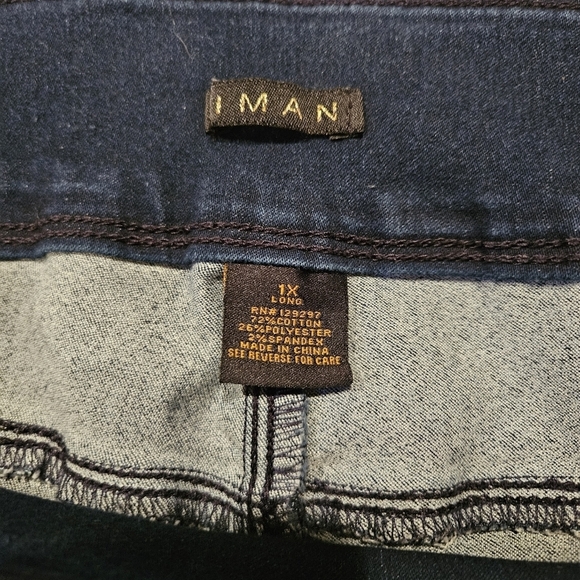 IMAN
1X
LONG
RN# 129297
72%COTTON
26%POLYESTER
2%SPANDEX
MADE IN CHINA
SEE REVERSE FOR CARE